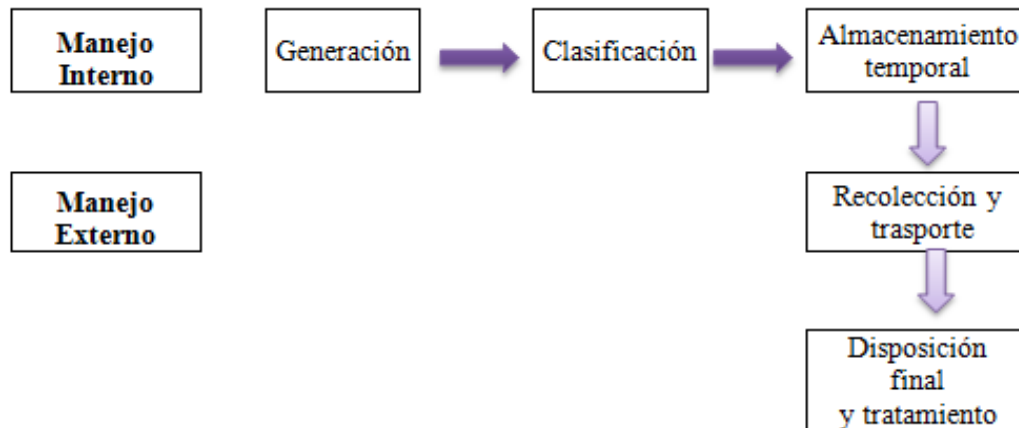 Manejo
Interno
Generación
Clasificación
Almacenamiento
temporal
Manejo
Externo
Recolección y
trasporte
Disposición
final
y tratamiento